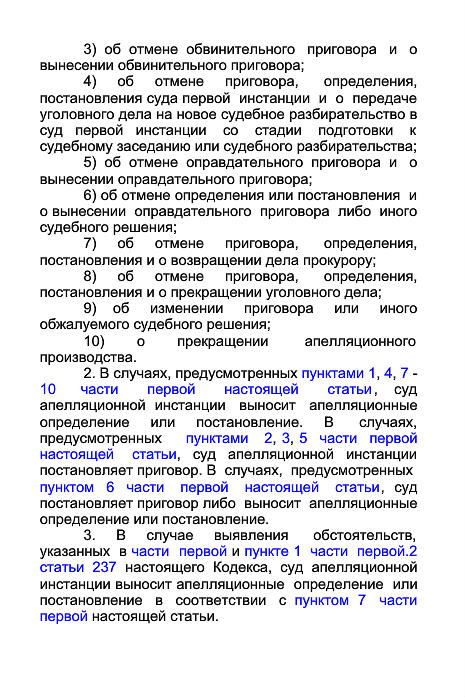 3) об отмене обвинительного приговора и о
вынесении обвинительного приговора;
4) об отмене приговора, определения,
постановления суда первой инстанции и о передаче
уголовного дела на новое судебное разбирательство в
суд первой инстанции со стадии подготовки к
судебному заседанию или судебного разбирательства;
5) об отмене оправдательного приговора и о
вынесении оправдательного приговора;
6) об отмене определения или постановления и
о вынесении оправдательного приговора либо иного
судебного решения;
7) об отмене приговора, определения,
постановления и о возвращении дела прокурору;
8) об отмене приговора, определения,
постановления и о прекращении уголовного дела;
9) об изменении приговора или иного
обжалуемого судебного решения;
10) о прекращении апелляционного
производства.
2. В случаях, предусмотренных пунктами 1, 4, 7 -
10 части первой настоящей статьи, суд
апелляционной инстанции выносит апелляционные
определение или постановление. В случаях,
предусмотренных пунктами 2, 3, 5 части первой
настоящей статьи, суд апелляционной инстанции
постановляет приговор. В случаях, предусмотренных
пунктом 6 части первой настоящей статьи, суд
постановляет приговор либо выносит апелляционные
определение или постановление.
3. В случае выявления обстоятельств,
указанных в части первой и пункте 1 части первой.2
статьи 237 настоящего Кодекса, суд апелляционной
инстанции выносит апелляционные определение или
постановление в соответствии с пунктом 7 части
первой настоящей статьи.